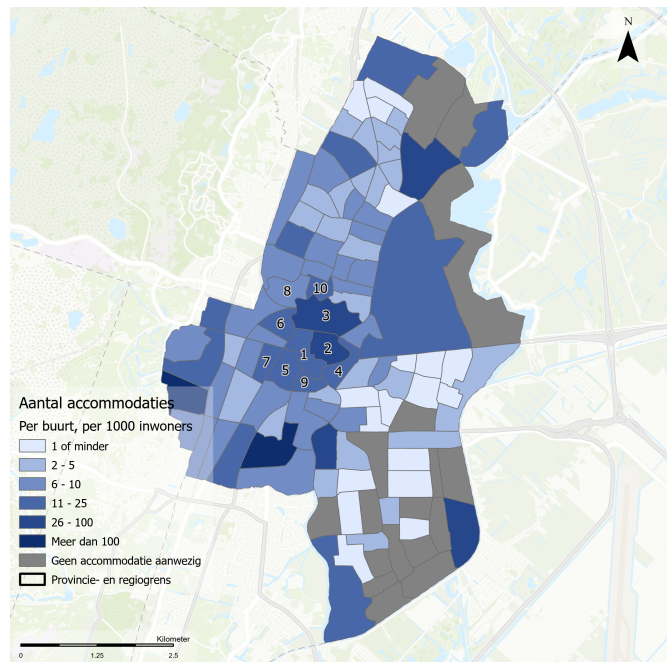 N
8
10
3
6
1
2
7
5
4
9
Aantal accommodaties
Per buurt, per 1000 inwoners
1 of minder
2 - 5
6 - 10
11 - 25
26 - 100
Meer dan 100
Geen accommodatie aanwezig
Provincie- en regiogrens
Kilometer
0 1,25 2,5